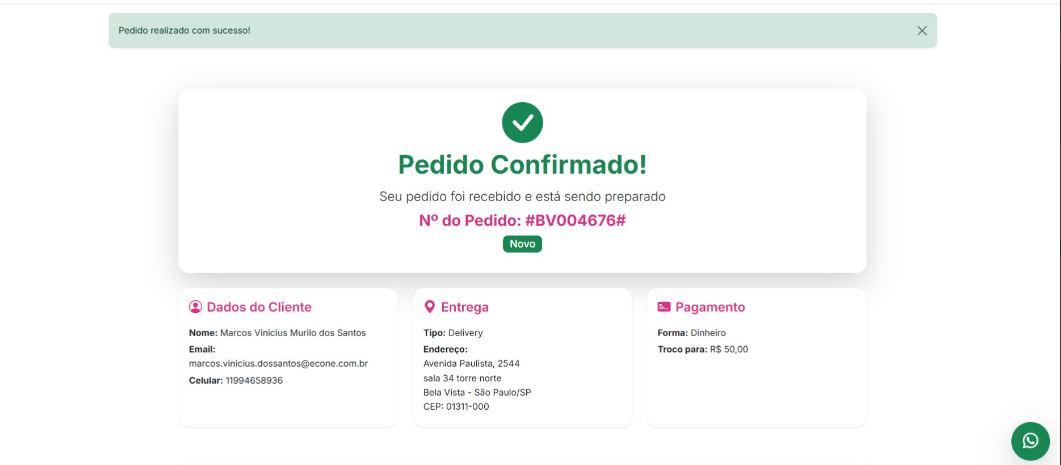 Pedido realizado com sucesso!
Pedido Confirmado!
Seu pedido foi recebido e está sendo preparado
Nº do Pedido: #BV004676#
Novo
Dados do Cliente
Nome: Marcos Vinicius Murilo dos Santos
Email:
marcos.vinicius.dossantos@econe.com.br
Celular: 11994658936
Entrega
Tipo: Delivery
Endereço:
Avenida Paulista, 2544
sala 34 torre norte
Bela Vista - São Paulo/SP
CEP: 01311-000
Pagamento
Forma: Dinheiro
Troco para: R$ 50,00